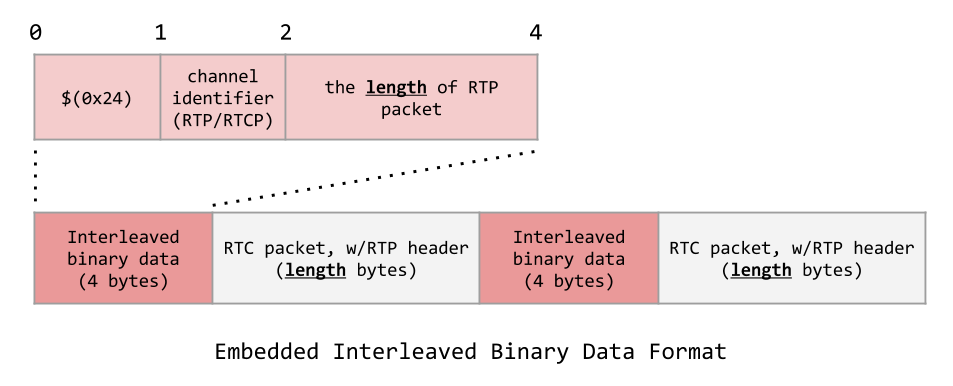 0 1 2 4
$(0x24)
channel
identifier
(RTP/RTCP)
the length of RTP
packet
Interleaved
binary data
(4 bytes)
RTC packet, w/RTP header
(length bytes)
Interleaved
binary data
(4 bytes)
RTC packet, w/RTP header
(length bytes)
Embedded Interleaved Binary Data Format